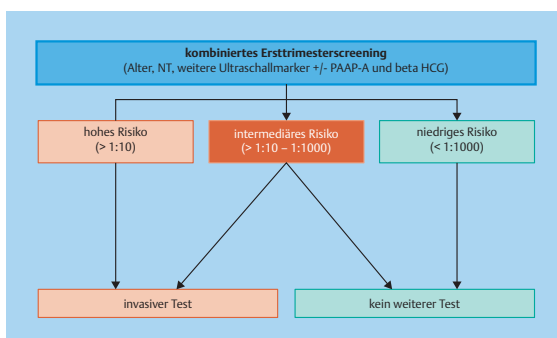 kombiniertes Ersttrimesterscreening
(Alter, NT, weitere Ultraschallmarker +/- PAAP-A und beta HCG)
hohes Risiko
(> 1:10)
intermediäres Risiko
(> 1:10 – 1:1000)
niedriges Risiko
(< 1:1000)
invasiver Test
kein weiterer Test